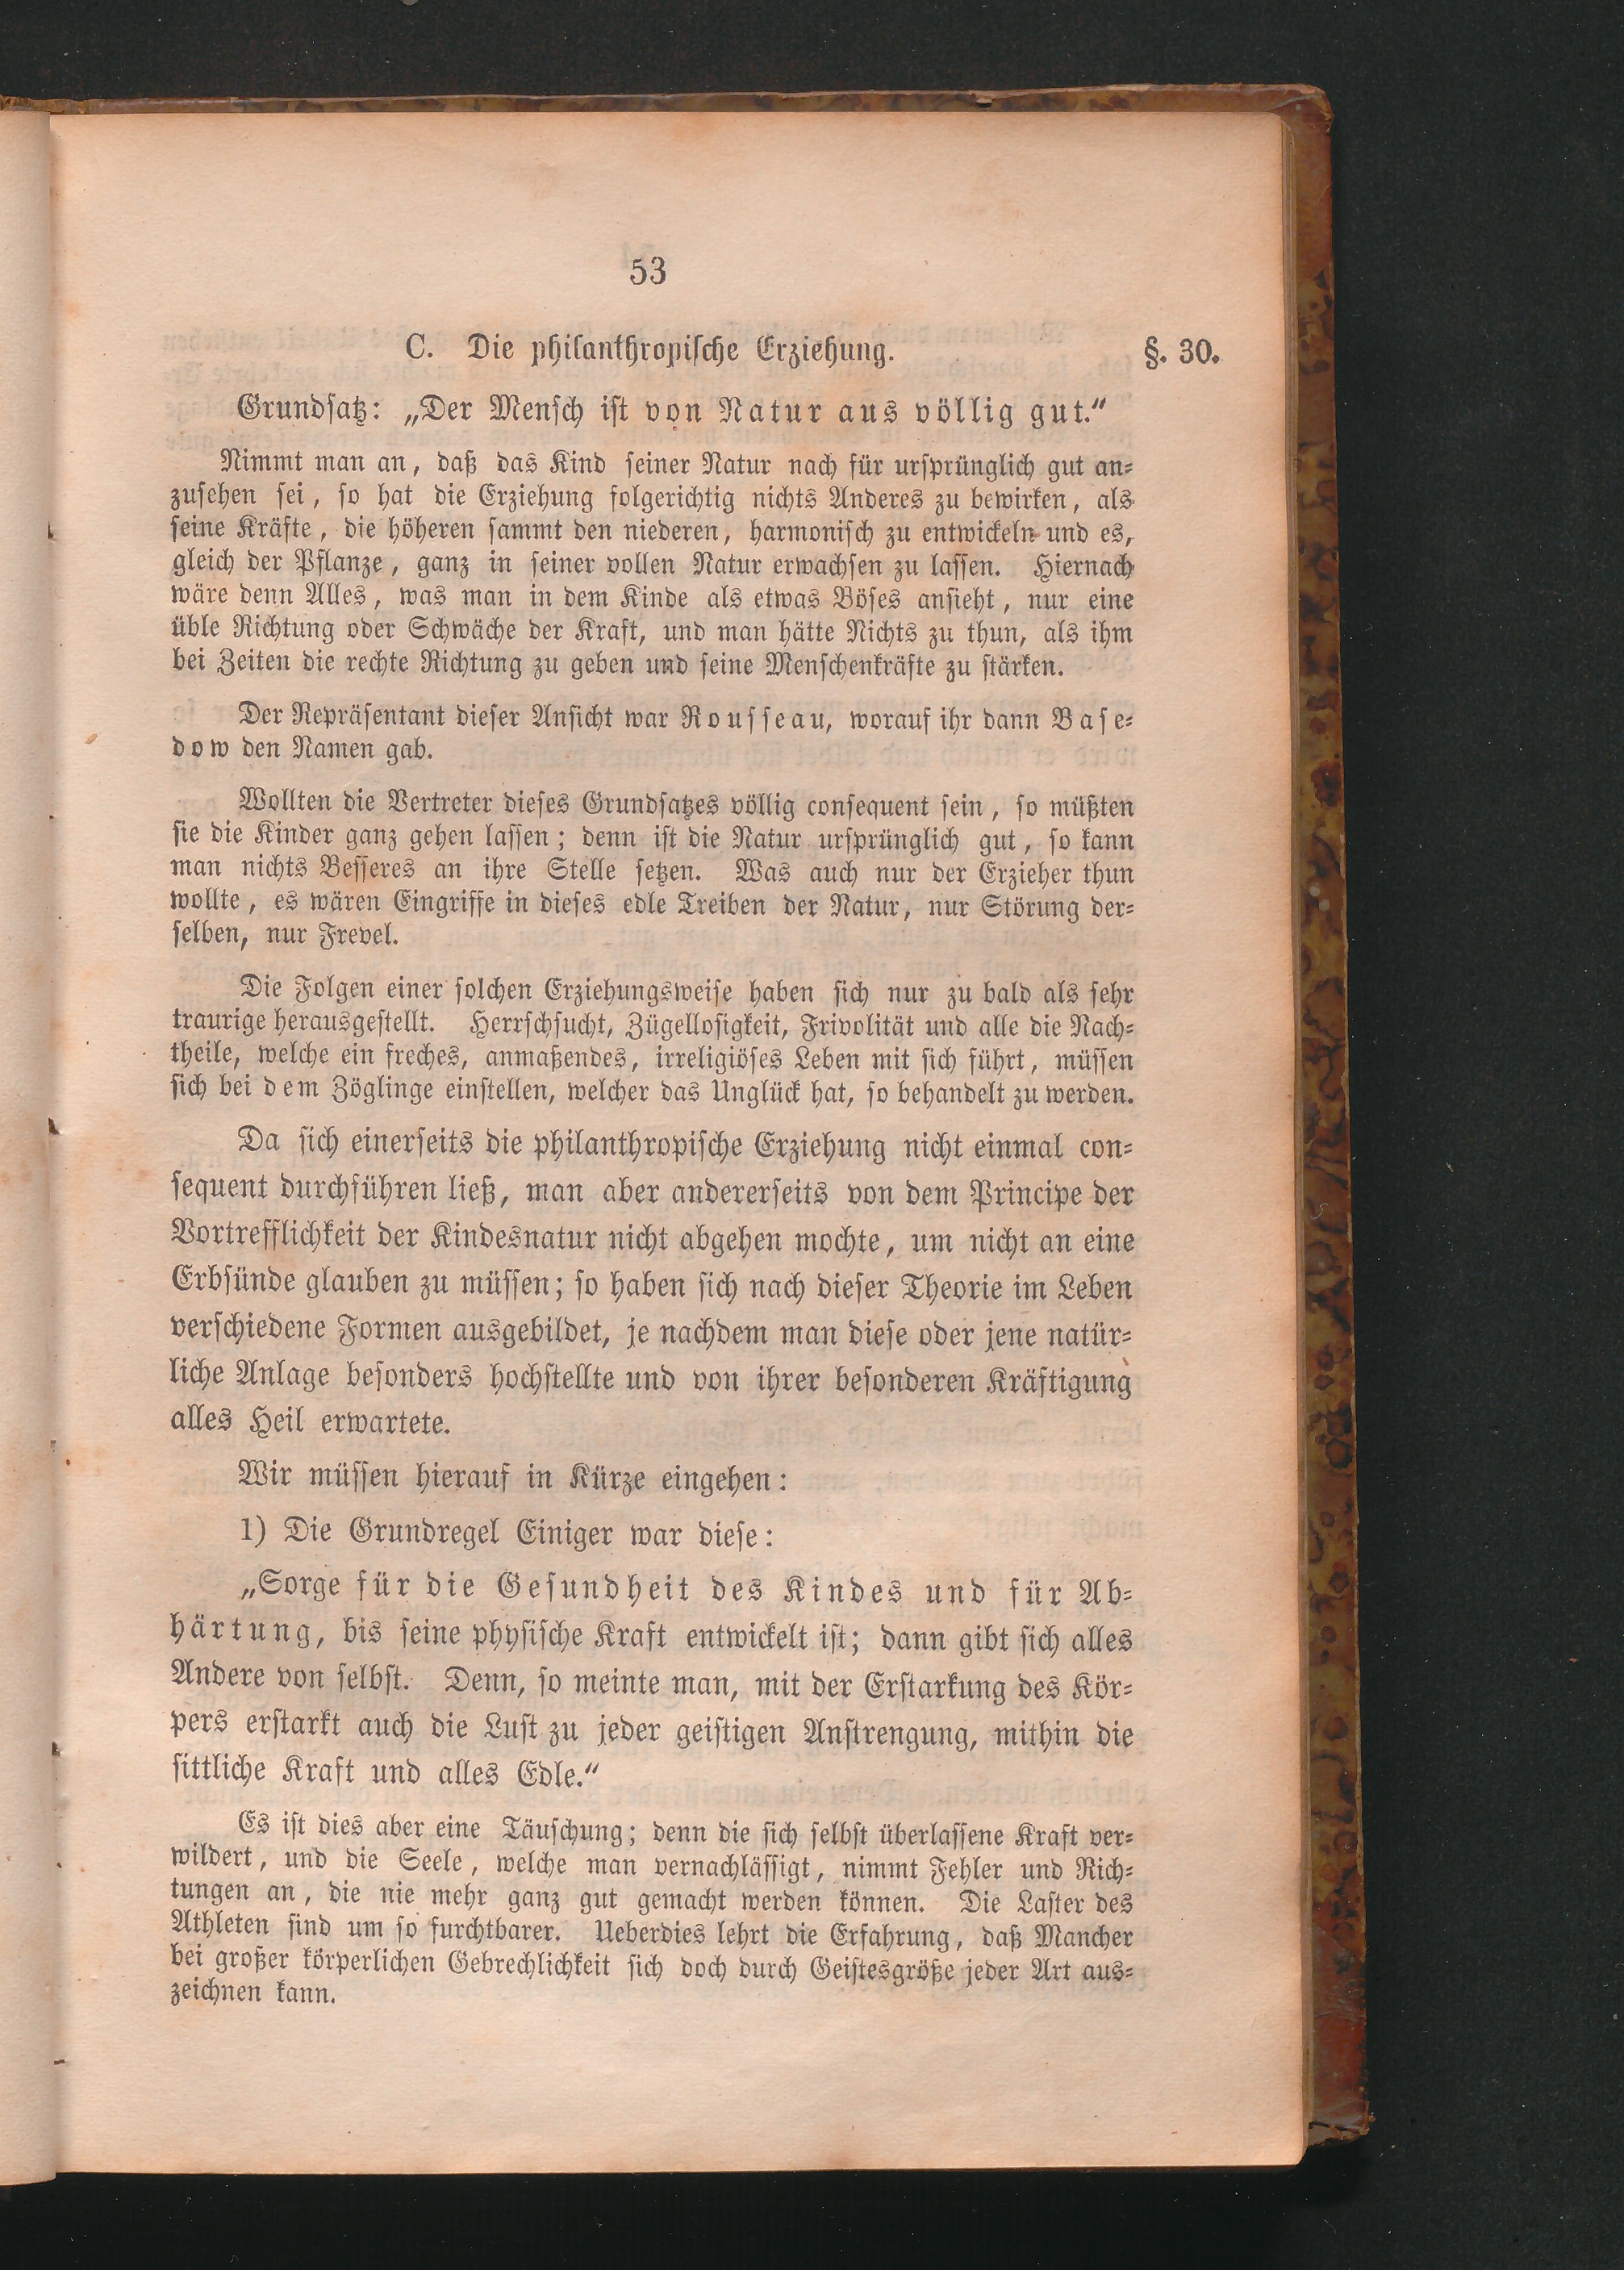 53
C. Die philanthropische Erziehung.
§. 30.
Grundsatz: „Der Mensch ist von Natur aus völlig gut.“
Nimmt man an, daß das Kind seiner Natur nach für ursprünglich gut an-
zusehen sei, so hat die Erziehung folgerichtig nichts Anderes zu bewirken, als
seine Kräfte, die höheren sammt den niederen, harmonisch zu entwickeln und es,
gleich der Pflanze, ganz in seiner vollen Natur erwachsen zu lassen. Hiernach
wäre denn Alles, was man in dem Kinde als etwas Böses ansieht, nur eine
üble Richtung oder Schwäche der Kraft, und man hätte Nichts zu thun, als ihm
bei Zeiten die rechte Richtung zu geben und seine Menschenkräfte zu stärken.
Der Repräsentant dieser Ansicht war Rousseau, worauf ihr dann Base-
dow den Namen gab.
Wollten die Vertreter dieses Grundsatzes völlig consequent sein, so müßten
sie die Kinder ganz gehen lassen; denn ist die Natur ursprünglich gut, so kann
man nichts Besseres an ihre Stelle setzen. Was auch nur der Erzieher thun
wollte, es wären Eingriffe in dieses edle Treiben der Natur, nur Störung der-
selben, nur Frevel.
Die Folgen einer solchen Erziehungsweise haben sich nur zu bald als sehr
traurige herausgestellt. Herrschsucht, Zügellosigkeit, Frivolität und alle die Nach-
theile, welche ein freches, anmaßendes, irreligiöses Leben mit sich führt, müssen
sich bei dem Zöglinge einstellen, welcher das Unglück hat, so behandelt zu werden.
Da sich einerseits die philanthropische Erziehung nicht einmal con-
sequent durchführen ließ, man aber andererseits von dem Principe der
Vortrefflichkeit der Kindesnatur nicht abgehen mochte, um nicht an eine
Erbsünde glauben zu müssen; so haben sich nach dieser Theorie im Leben
verschiedene Formen ausgebildet, je nachdem man diese oder jene natür-
liche Anlage besonders hochstellte und von ihrer besonderen Kräftigung
alles Heil erwartete.
Wir müssen hierauf in Kürze eingehen:
1) Die Grundregel Einiger war diese:
„Sorge für die Gesundheit des Kindes und für Ab-
härtung, bis seine physische Kraft entwickelt ist; dann gibt sich alles
Andere von selbst. Denn, so meinte man, mit der Erstarkung des Kör-
pers erstarkt auch die Lust zu jeder geistigen Anstrengung, mithin die
sittliche Kraft und alles Edle.“
Es ist dies aber eine Täuschung; denn die sich selbst überlassene Kraft ver-
wildert, und die Seele, welche man vernachlässigt, nimmt Fehler und Rich-
tungen an, die nie mehr ganz gut gemacht werden können. Die Laster des
Athleten sind um so furchtbarer. Ueberdies lehrt die Erfahrung, daß Mancher
bei großer körperlichen Gebrechlichkeit sich doch durch Geistesgröße jeder Art aus-
zeichnen kann.